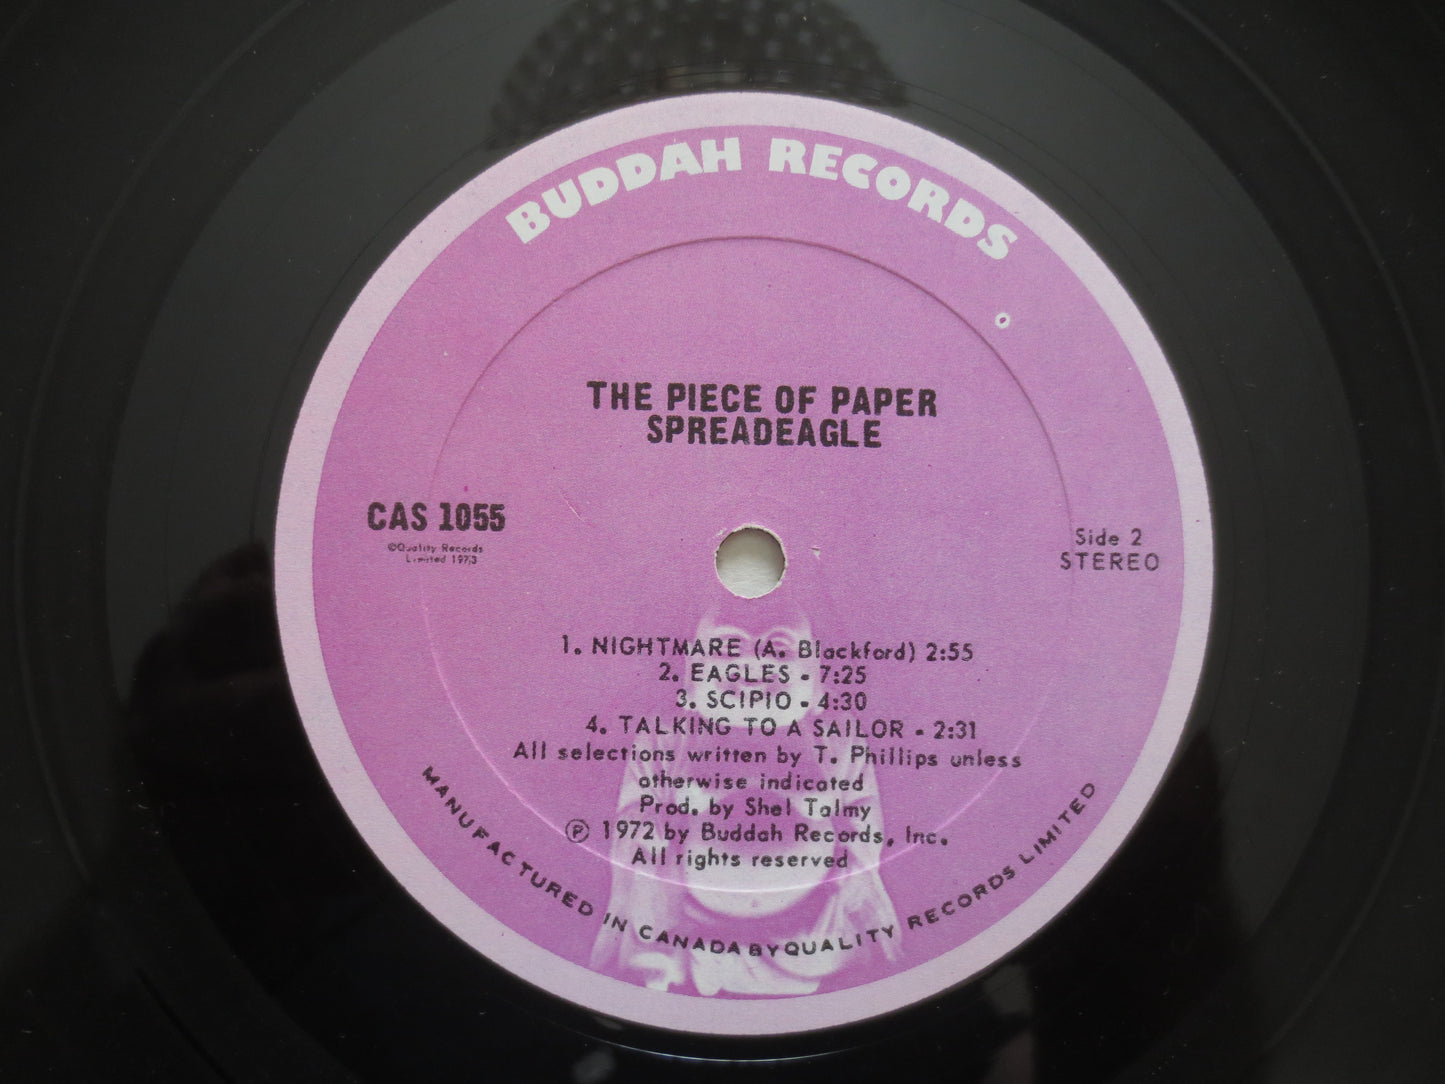 BUDDAH RECORDS
THE PIECE OF PAPER
SPREADEAGLE
CAS 1055
©Quality Records
Limited 1973
Side 2
STEREO
1. NIGHTMARE (A. Blackford) 2:55
2. EAGLES - 7:25
3. SCIPIO - 4:30
4. TALKING TO A SAILOR - 2:31
All selections written by T. Phillips unless
otherwise indicated
Prod. by Shel Talmy
℗ 1972 by Buddah Records, Inc.
All rights reserved
MANUFACTURED IN CANADA BY QUALITY RECORDS LIMITED